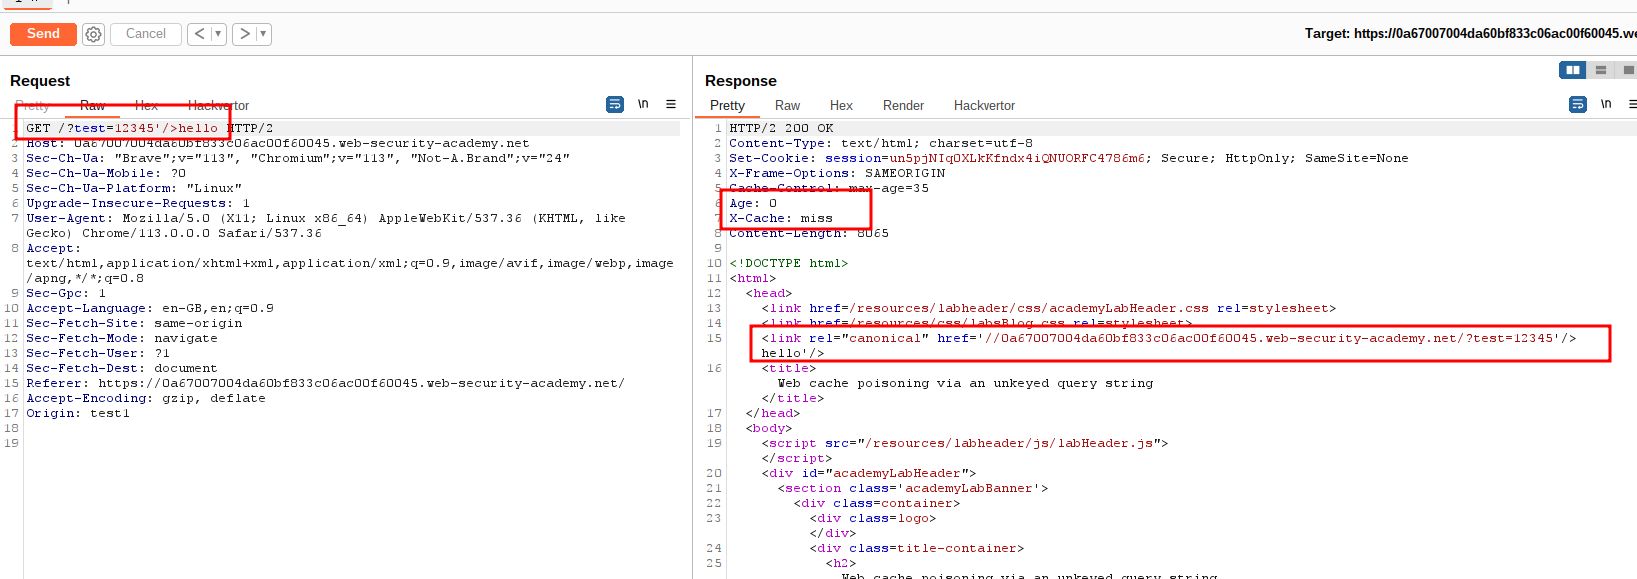 Send
Cancel
< ▾
> ▾
Target: https://0a67007004da60bf833c06ac00f60045.we
Request
Pretty Raw Hex Hackvertor
\n
1 GET /?test=12345'/>hello HTTP/2
2 Host: 0a67007004da60bf833c06ac00f60045.web-security-academy.net
3 Sec-Ch-Ua: "Brave";v="113", "Chromium";v="113", "Not-A.Brand";v="24"
4 Sec-Ch-Ua-Mobile: ?0
5 Sec-Ch-Ua-Platform: "Linux"
6 Upgrade-Insecure-Requests: 1
7 User-Agent: Mozilla/5.0 (X11; Linux x86_64) AppleWebKit/537.36 (KHTML, like
Gecko) Chrome/113.0.0.0 Safari/537.36
8 Accept:
text/html,application/xhtml+xml,application/xml;q=0.9,image/avif,image/webp,image
/apng,*/*;q=0.8
9 Sec-Gpc: 1
10 Accept-Language: en-GB,en;q=0.9
11 Sec-Fetch-Site: same-origin
12 Sec-Fetch-Mode: navigate
13 Sec-Fetch-User: ?1
14 Sec-Fetch-Dest: document
15 Referer: https://0a67007004da60bf833c06ac00f60045.web-security-academy.net/
16 Accept-Encoding: gzip, deflate
17 Origin: test1
18
19
Response
Pretty Raw Hex Render Hackvertor
\n
1 HTTP/2 200 OK
2 Content-Type: text/html; charset=utf-8
3 Set-Cookie: session=un5pjNIqOXLkKfndx4iQNUORFC4786m6; Secure; HttpOnly; SameSite=None
4 X-Frame-Options: SAMEORIGIN
5 Cache-Control: max-age=35
6 Age: 0
7 X-Cache: miss
8 Content-Length: 8065
9
10 <!DOCTYPE html>
11 <html>
12 <head>
13 <link href=/resources/labheader/css/academyLabHeader.css rel=stylesheet>
14 <link href=/resources/css/labsBlog.css rel=stylesheet>
15 <link rel="canonical" href='//0a67007004da60bf833c06ac00f60045.web-security-academy.net/?test=12345'/>
hello'/>
16 <title>
Web cache poisoning via an unkeyed query string
</title>
17 </head>
18 <body>
19 <script src="/resources/labheader/js/labHeader.js">
</script>
20 <div id="academyLabHeader">
21 <section class='academyLabBanner'>
22 <div class=container>
23 <div class=logo>
</div>
24 <div class=title-container>
25 <h2>
Web cache poisoning via an unkeyed query string